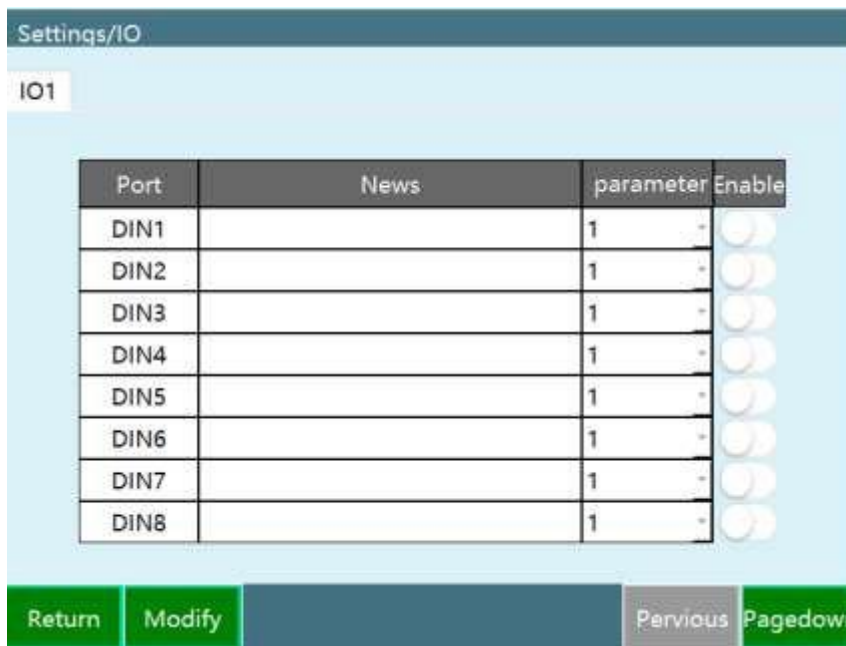 Settings/IO
IO1
Port News parameter Enable
DIN1 1
DIN2 1
DIN3 1
DIN4 1
DIN5 1
DIN6 1
DIN7 1
DIN8 1
Return Modify Pervious Pagedow